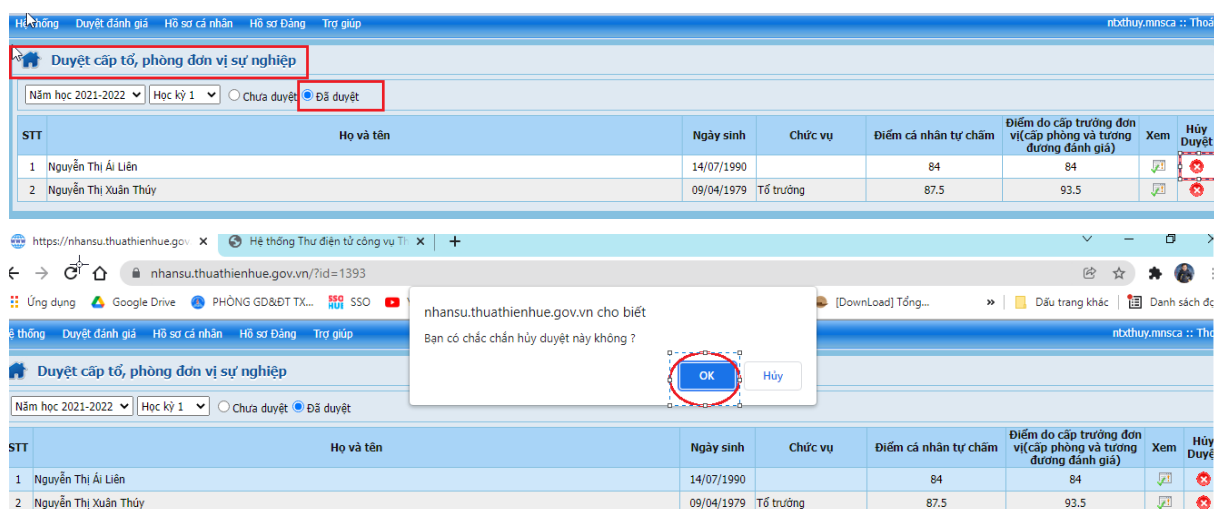 Hệ thống Duyệt đánh giá Hồ sơ cá nhân Hồ sơ Đảng Trợ giúp ntxthuy.mnsca :: Thoá
Duyệt cấp tổ, phòng đơn vị sự nghiệp
Năm học 2021-2022 Học kỳ 1 Chưa duyệt Đã duyệt
STT Họ và tên Ngày sinh Chức vụ Điểm cá nhân tự chấm Điểm do cấp trưởng đơn vị(cấp phòng và tương đương đánh giá) Xem Hủy Duyệt
1 Nguyễn Thị Ái Liên 14/07/1990 84 84
2 Nguyễn Thị Xuân Thúy 09/04/1979 Tổ trưởng 87.5 93.5
https://nhansu.thuathienhue.gov. Hệ thống Thư điện tử công vụ Th
nhansu.thuathienhue.gov.vn/?id=1393
Ứng dụng Google Drive PHÒNG GD&ĐT TX... SSO HUI SSO [DownLoad] Tổng... » Dấu trang khác Danh sách đọ
nhansu.thuathienhue.gov.vn cho biết
Bạn có chắc chắn hủy duyệt này không ?
OK Hủy
ệ thống Duyệt đánh giá Hồ sơ cá nhân Hồ sơ Đảng Trợ giúp ntxthuy.mnsca :: Tho
Duyệt cấp tổ, phòng đơn vị sự nghiệp
Năm học 2021-2022 Học kỳ 1 Chưa duyệt Đã duyệt
STT Họ và tên Ngày sinh Chức vụ Điểm cá nhân tự chấm Điểm do cấp trưởng đơn vị(cấp phòng và tương đương đánh giá) Xem Hủy Duyệ
1 Nguyễn Thị Ái Liên 14/07/1990 84 84
2 Nguyễn Thị Xuân Thúy 09/04/1979 Tổ trưởng 87.5 93.5